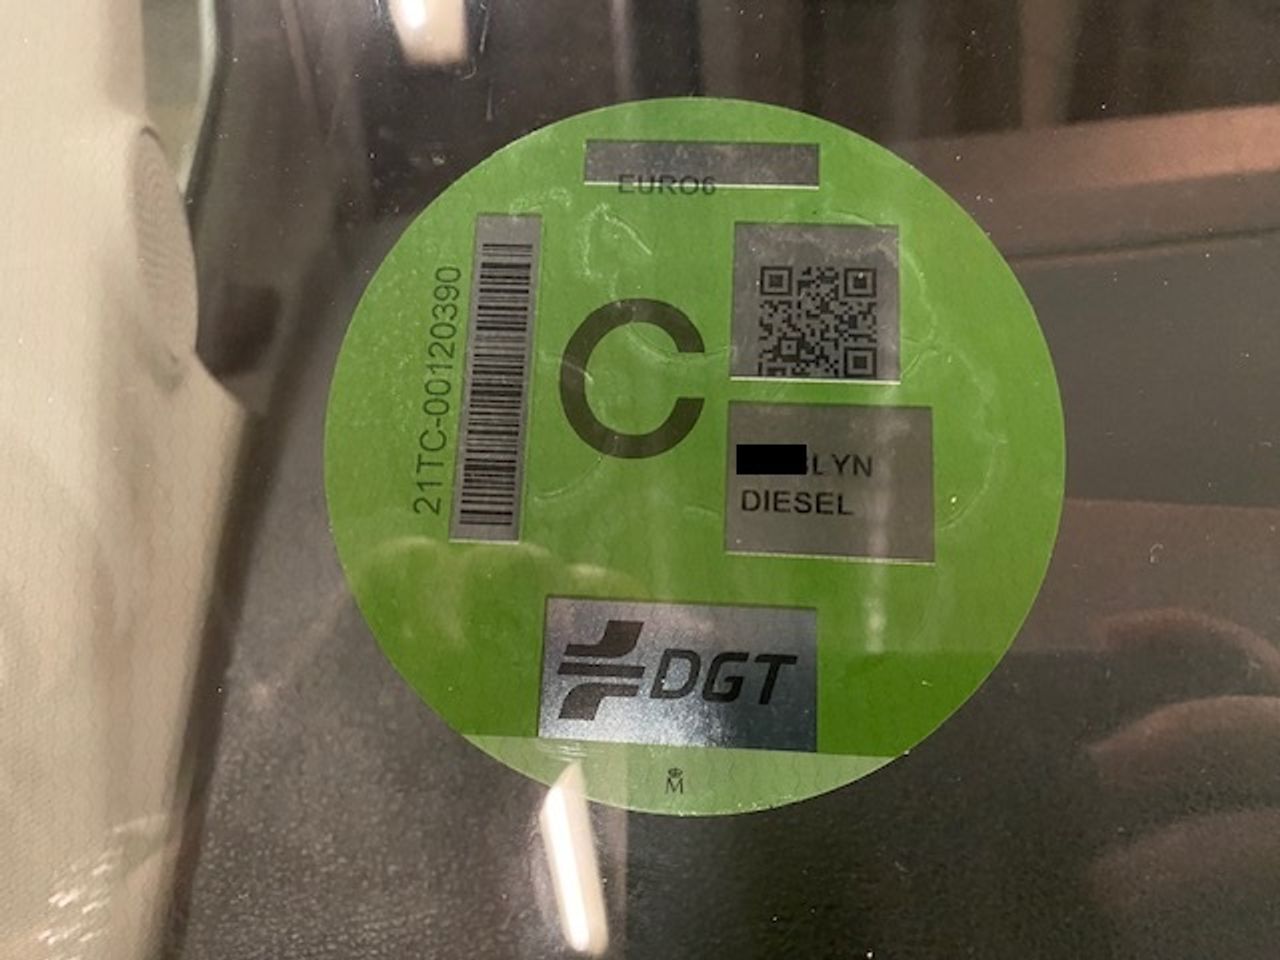 EURO6
21TC-00120390
C
LYN
DIESEL
DGT
M